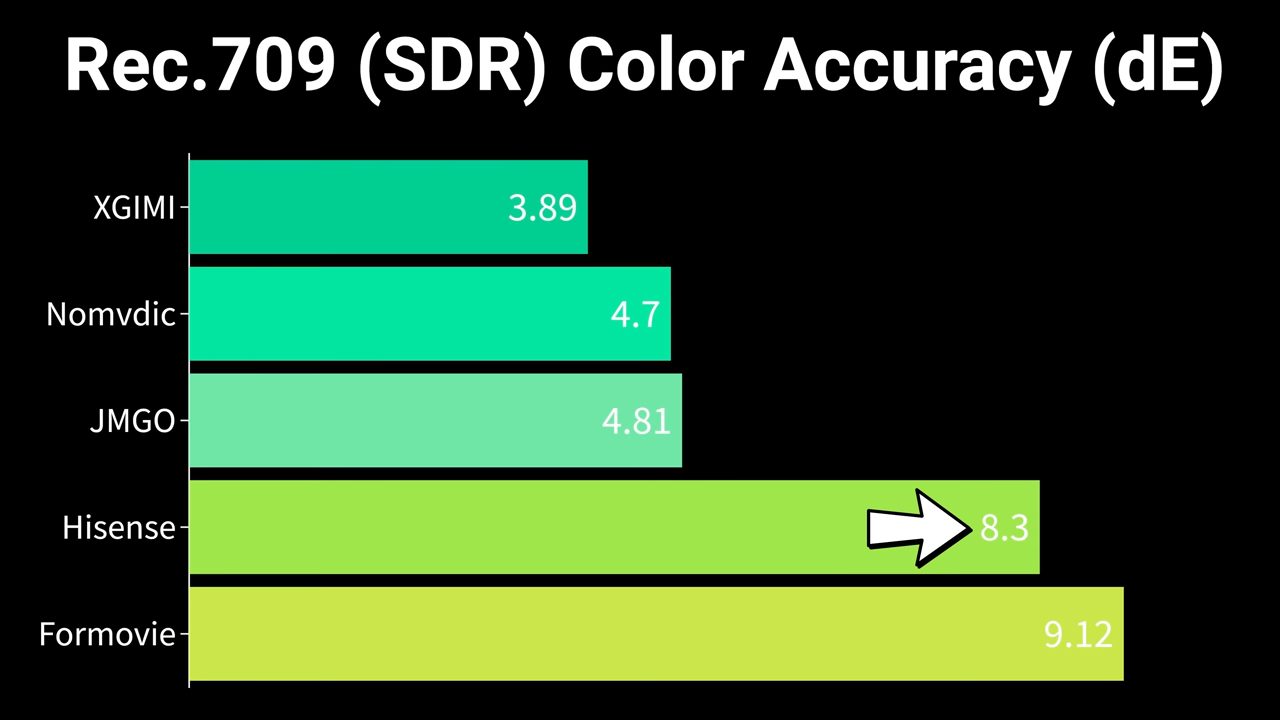 Rec.709 (SDR) Color Accuracy (dE)
XGIMI 3.89
Nomvdic 4.7
JMGO 4.81
Hisense 8.3
Formovie 9.12